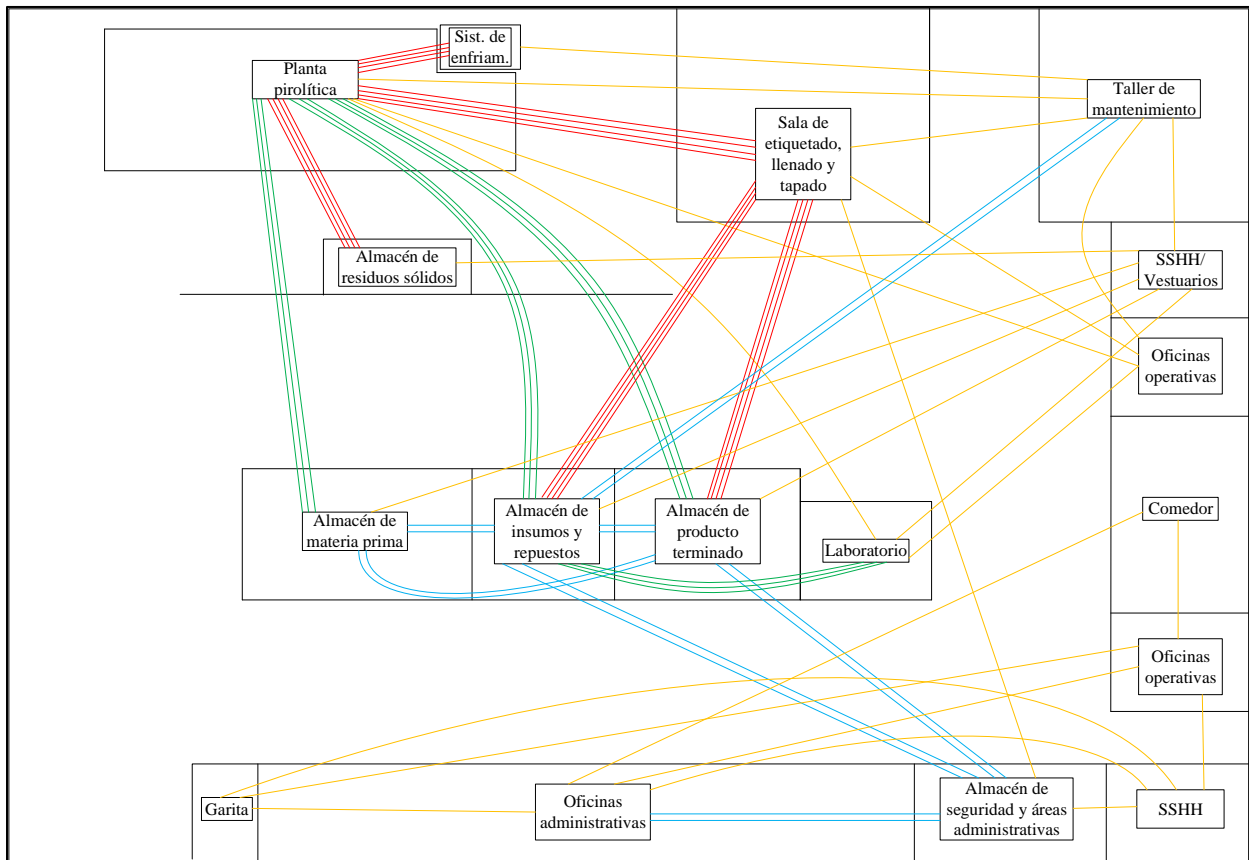 Sist. de
enfriam.
Planta
pirolítica
Taller de
mantenimiento
Sala de
etiquetado,
llenado y
tapado
Almacén de
residuos sólidos
SSHH/
Vestuarios
Oficinas
operativas
Almacén de
materia prima
Almacén de
insumos y
repuestos
Almacén de
producto
terminado
Laboratorio
Comedor
Oficinas
operativas
Garita
Oficinas
administrativas
Almacén de
seguridad y áreas
administrativas
SSHH